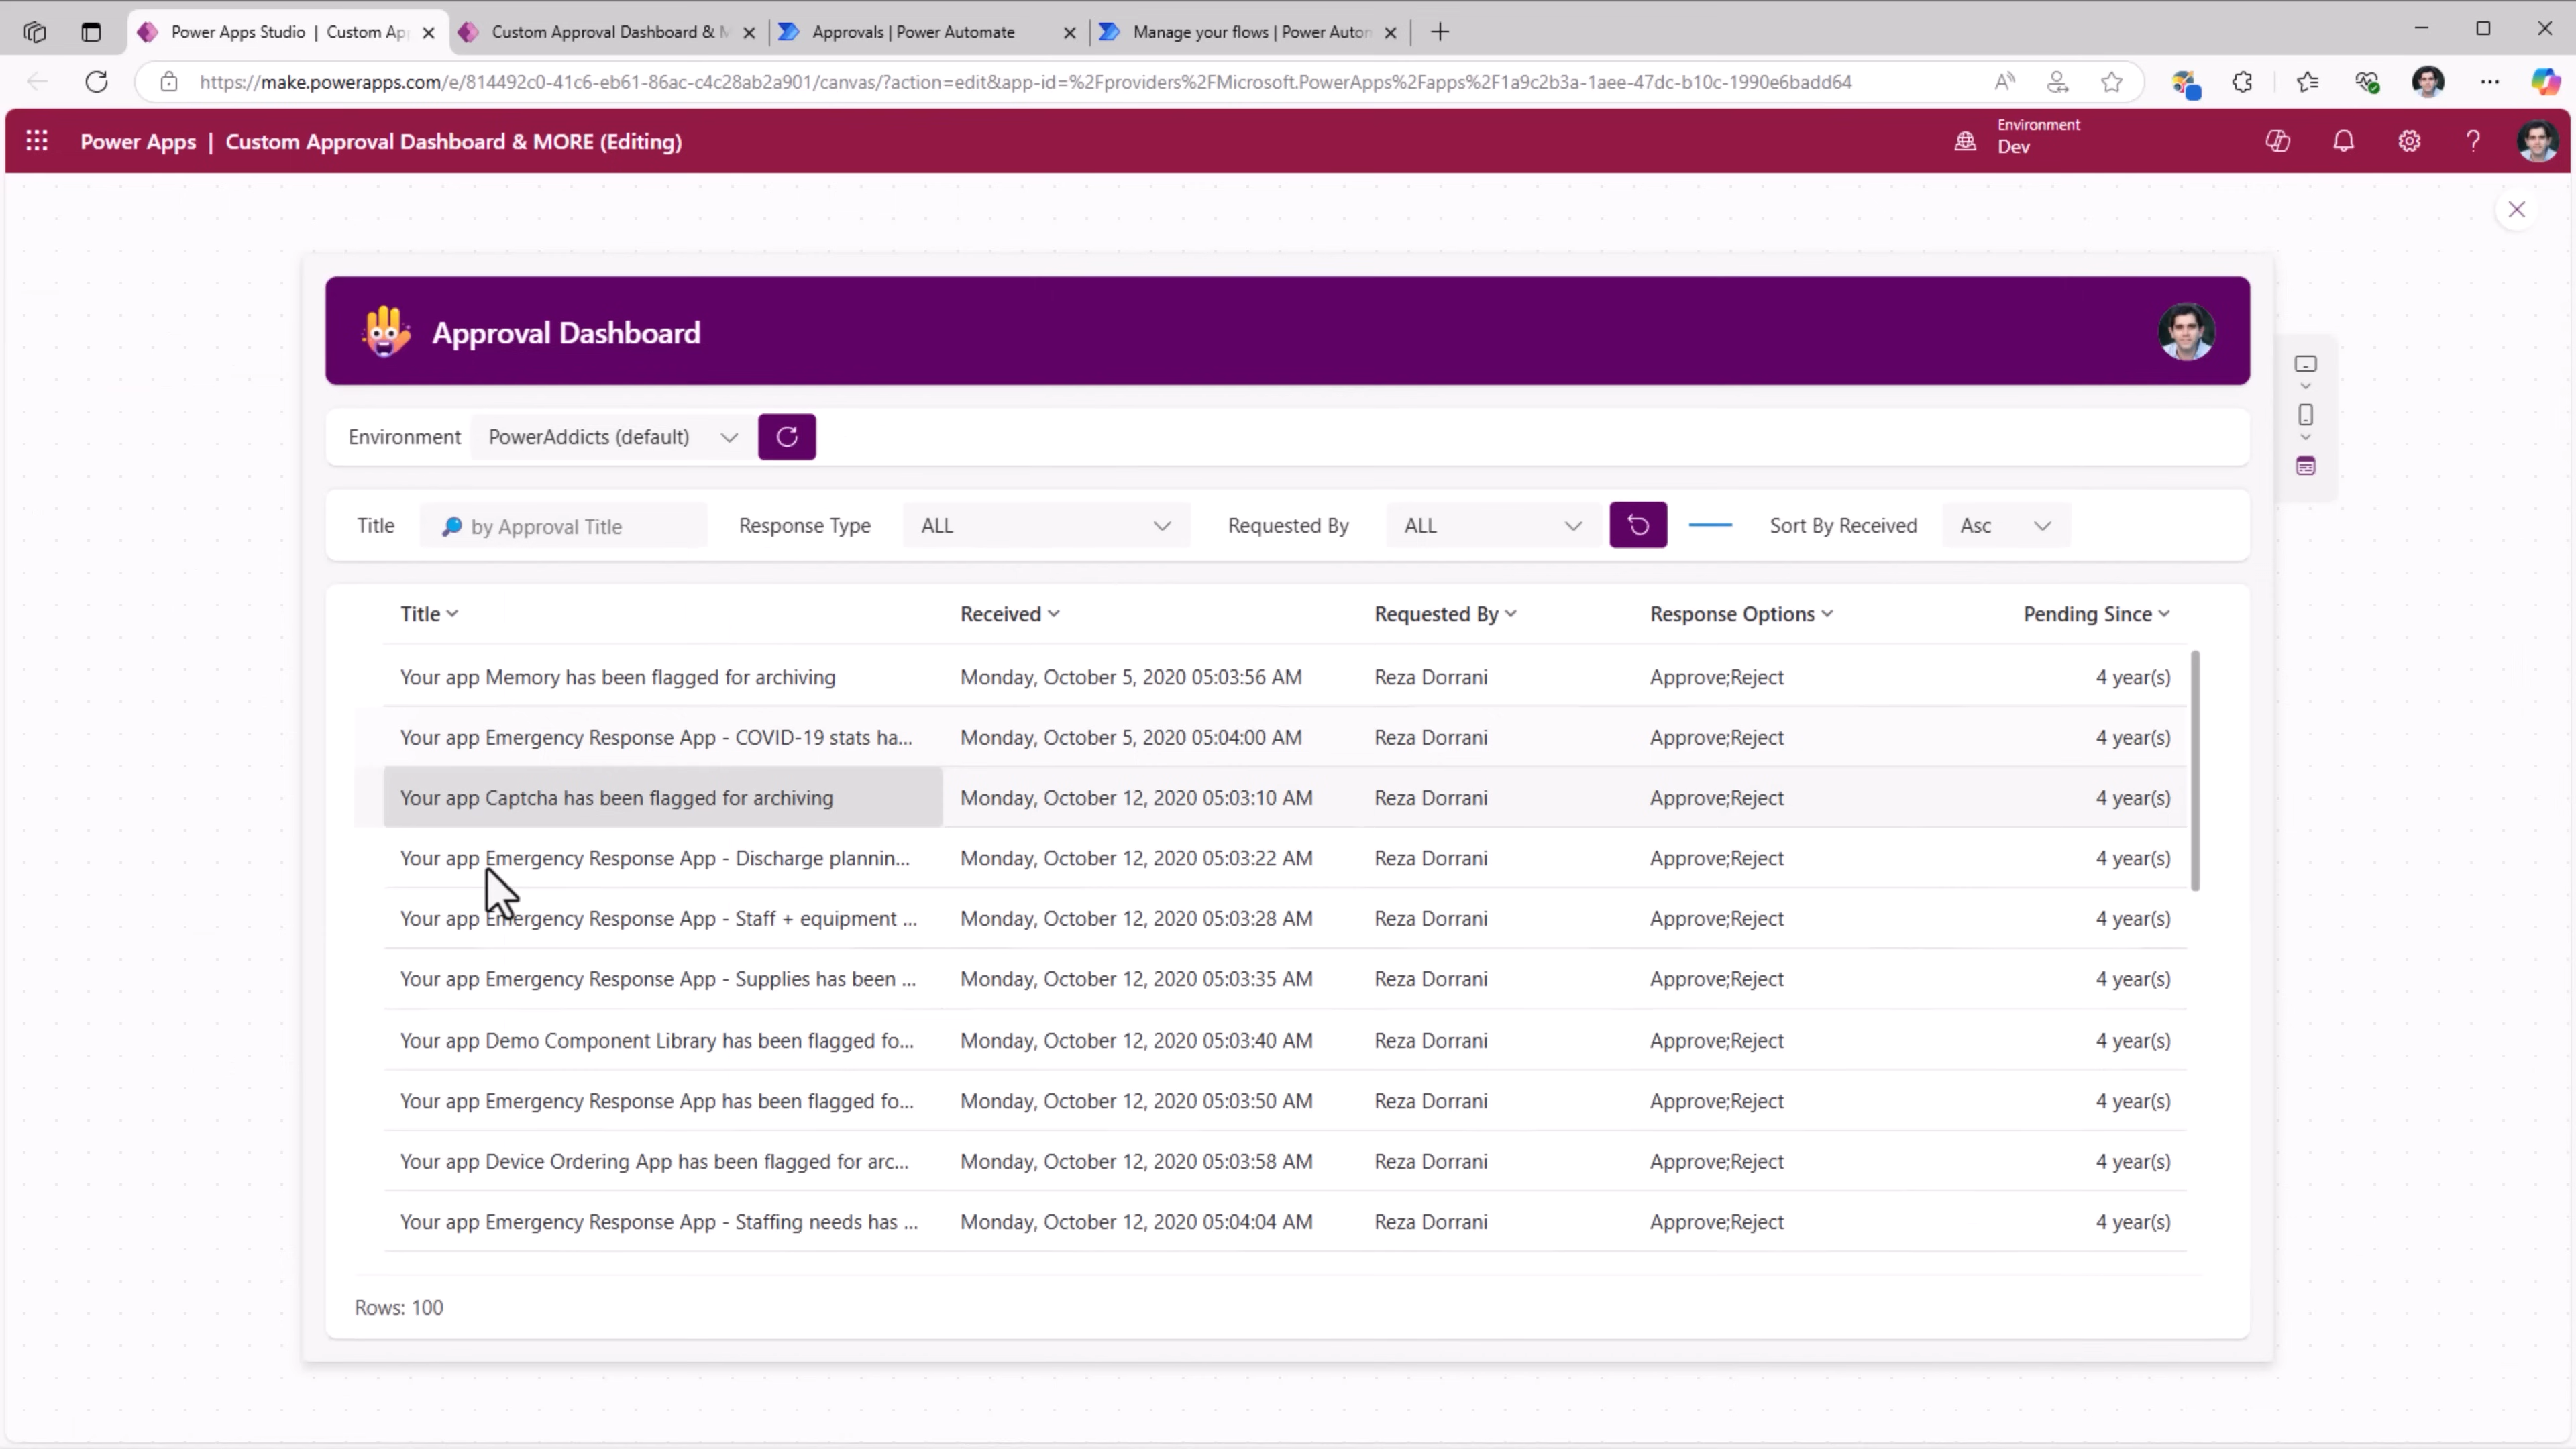 Power Apps Studio | Custom Ap
Custom Approval Dashboard & M
Approvals | Power Automate
Manage your flows | Power Auton
https://make.powerapps.com/e/814492c0-41c6-eb61-86ac-c4c28ab2a901/canvas/?action=edit&app-id=%2Fproviders%2FMicrosoft.PowerApps%2Fapps%2F1a9c2b3a-1aee-47dc-b10c-1990e6badd64
Power Apps | Custom Approval Dashboard & MORE (Editing)
Environment
Dev
Approval Dashboard
Environment PowerAddicts (default)
Title by Approval Title Response Type ALL Requested By ALL Sort By Received Asc
Title Received Requested By Response Options Pending Since
Your app Memory has been flagged for archiving Monday, October 5, 2020 05:03:56 AM Reza Dorrani Approve;Reject 4 year(s)
Your app Emergency Response App - COVID-19 stats ha... Monday, October 5, 2020 05:04:00 AM Reza Dorrani Approve;Reject 4 year(s)
Your app Captcha has been flagged for archiving Monday, October 12, 2020 05:03:10 AM Reza Dorrani Approve;Reject 4 year(s)
Your app Emergency Response App - Discharge plannin... Monday, October 12, 2020 05:03:22 AM Reza Dorrani Approve;Reject 4 year(s)
Your app Emergency Response App - Staff + equipment ... Monday, October 12, 2020 05:03:28 AM Reza Dorrani Approve;Reject 4 year(s)
Your app Emergency Response App - Supplies has been ... Monday, October 12, 2020 05:03:35 AM Reza Dorrani Approve;Reject 4 year(s)
Your app Demo Component Library has been flagged fo... Monday, October 12, 2020 05:03:40 AM Reza Dorrani Approve;Reject 4 year(s)
Your app Emergency Response App has been flagged fo... Monday, October 12, 2020 05:03:50 AM Reza Dorrani Approve;Reject 4 year(s)
Your app Device Ordering App has been flagged for arc... Monday, October 12, 2020 05:03:58 AM Reza Dorrani Approve;Reject 4 year(s)
Your app Emergency Response App - Staffing needs has ... Monday, October 12, 2020 05:04:04 AM Reza Dorrani Approve;Reject 4 year(s)
Rows: 100